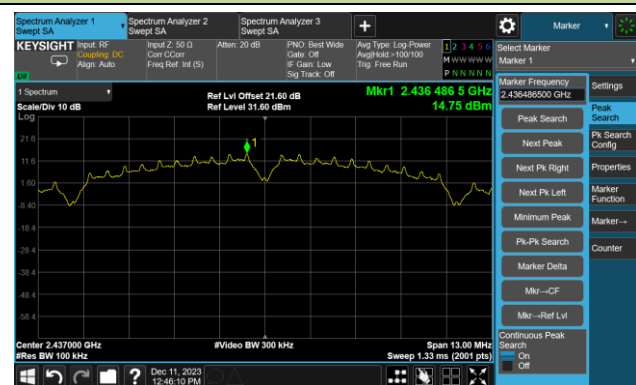 Spectrum Analyzer 1
Swept SA
Spectrum Analyzer 2
Swept SA
Spectrum Analyzer 3
Swept SA
Marker
KEYSIGHT
Input: RF
Coupling: DC
Align: Auto
Input Z: 50 Ω
Corr CCorr
Freq Ref: Int (S)
Atten: 20 dB
PNO: Best Wide
Gate: Off
IF Gain: Low
Sig Track: Off
Avg Type: Log-Power
Avg|Hold:>100/100
Trig: Free Run
1 2 3 4 5 6
M W W W W W
P N N N N N
Select Marker
Marker 1
1 Spectrum
Scale/Div 10 dB
Log
Ref Lvl Offset 21.60 dB
Ref Level 31.60 dBm
Mkr1 2.436 486 5 GHz
14.75 dBm
21.6
11.6
1.60
-8.40
-18.4
-28.4
-38.4
-48.4
-58.4
1
Center 2.437000 GHz
#Res BW 100 kHz
#Video BW 300 kHz
Span 13.00 MHz
Sweep 1.33 ms (2001 pts)
Marker Frequency
2.436486500 GHz
Peak Search
Next Peak
Next Pk Right
Next Pk Left
Minimum Peak
Pk-Pk Search
Marker Delta
Mkr→CF
Mkr→Ref Lvl
Continuous Peak
Search
On
Off
Settings
Peak
Search
Pk Search
Config
Properties
Marker
Function
Marker→
Counter
?
Dec 11, 2023
12:46:10 PM